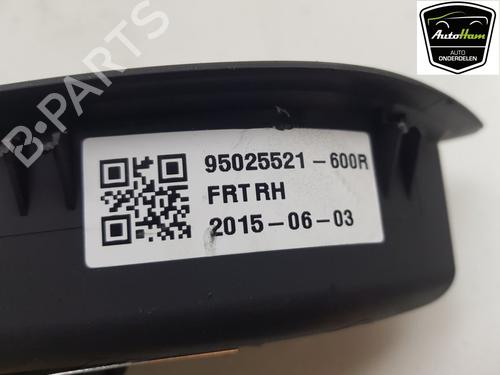 AutoHam
AUTO
ONDERDELEN
B-PARTS
95025521-600R
FRT RH
2015-06-03